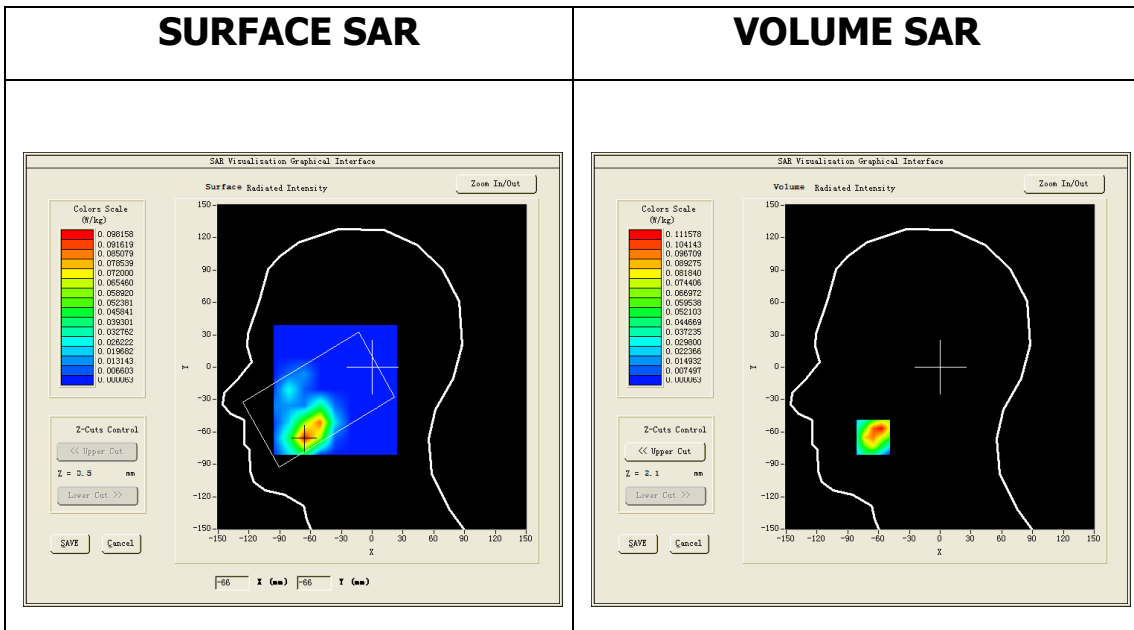 SURFACE SAR
VOLUME SAR
SAR Visualisation Graphical Interface
Surface Radiated Intensity
Zoom In/Out
Colors Scale
(W/kg)
0.098158
0.091619
0.085079
0.078539
0.072000
0.065460
0.058920
0.052381
0.045841
0.039301
0.032762
0.026222
0.019682
0.013143
0.006603
0.000063
Z-Cuts Control
<< Upper Cut
Z = 0.5 mm
Lower Cut >>
SAVE Cancel
150
120
90
60
30
0
-30
-60
-90
-120
-150
Y
-150 -120 -90 -60 -30 0 30 60 90 120 150
X
-66 X (mm) -66 Y (mm)
SAR Visualisation Graphical Interface
Volume Radiated Intensity
Zoom In/Out
Colors Scale
(W/kg)
0.111578
0.104143
0.096709
0.089275
0.081840
0.074406
0.066972
0.059538
0.052103
0.044669
0.037235
0.029800
0.022366
0.014932
0.007497
0.000063
Z-Cuts Control
<< Upper Cut
Z = 2.1 mm
Lower Cut >>
SAVE Cancel
150
120
90
60
30
0
-30
-60
-90
-120
-150
Y
-150 -120 -90 -60 -30 0 30 60 90 120 150
X